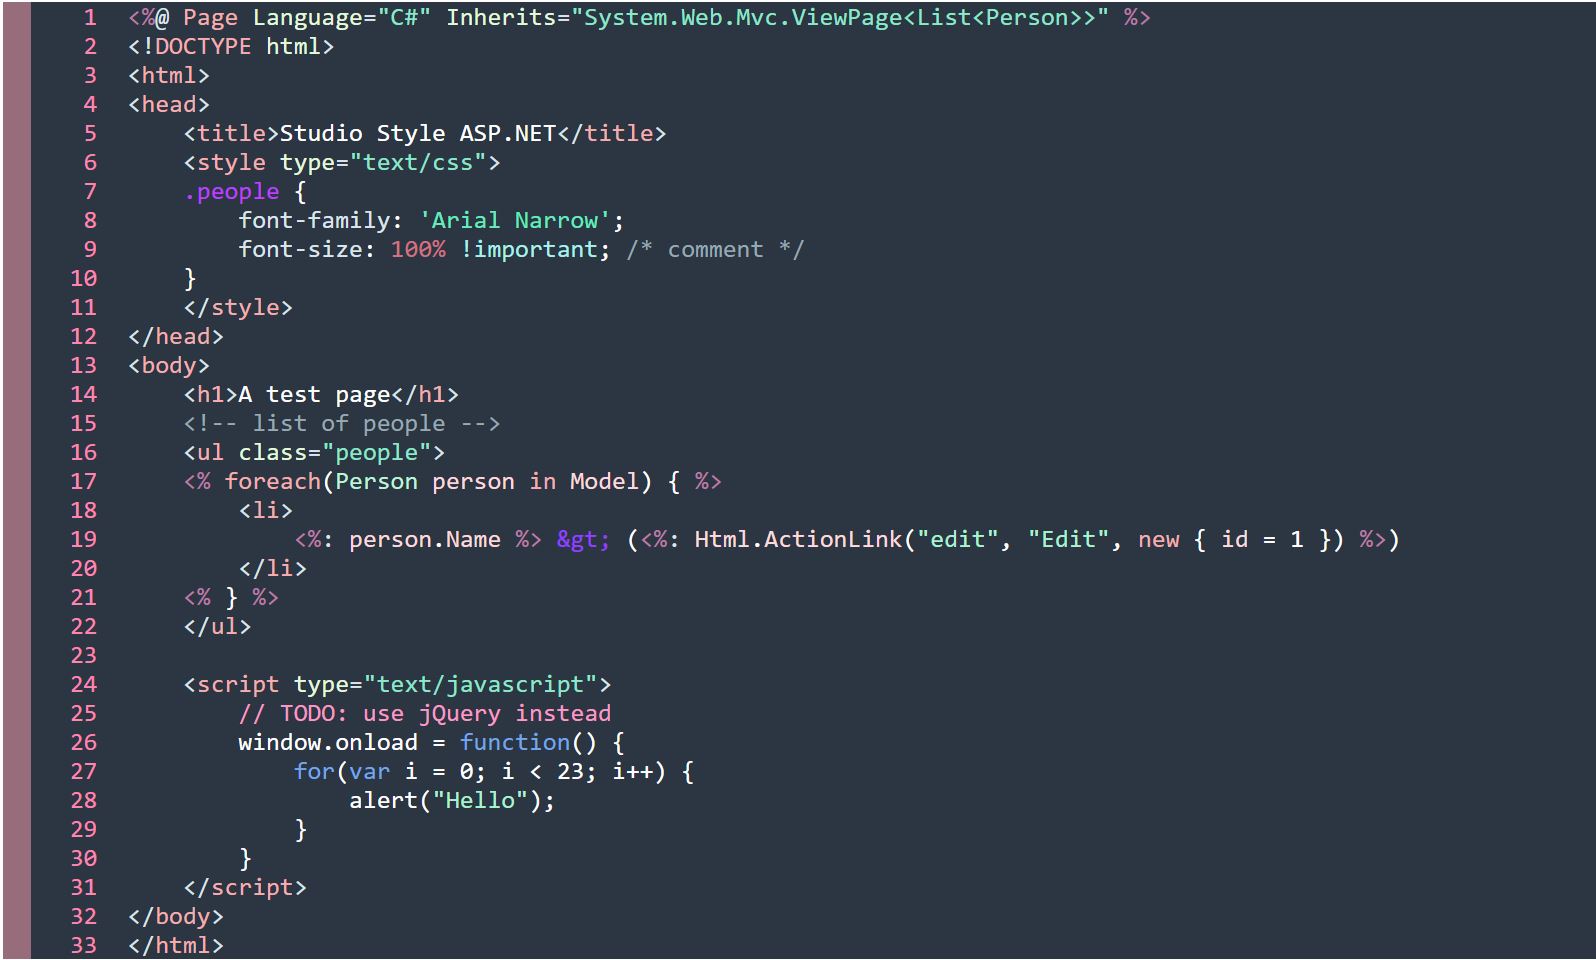 1 <%@ Page Language="C#" Inherits="System.Web.Mvc.ViewPage<List<Person>>" %>
2 <!DOCTYPE html>
3 <html>
4 <head>
5     <title>Studio Style ASP.NET</title>
6     <style type="text/css">
7     .people {
8         font-family: 'Arial Narrow';
9         font-size: 100% !important; /* comment */
10     }
11     </style>
12 </head>
13 <body>
14     <h1>A test page</h1>
15     <!-- list of people -->
16     <ul class="people">
17     <% foreach(Person person in Model) { %>
18         <li>
19             <%: person.Name %> &gt; (<%: Html.ActionLink("edit", "Edit", new { id = 1 }) %>)
20         </li>
21     <% } %>
22     </ul>
23
24     <script type="text/javascript">
25         // TODO: use jQuery instead
26         window.onload = function() {
27             for(var i = 0; i < 23; i++) {
28                 alert("Hello");
29             }
30         }
31     </script>
32 </body>
33 </html>